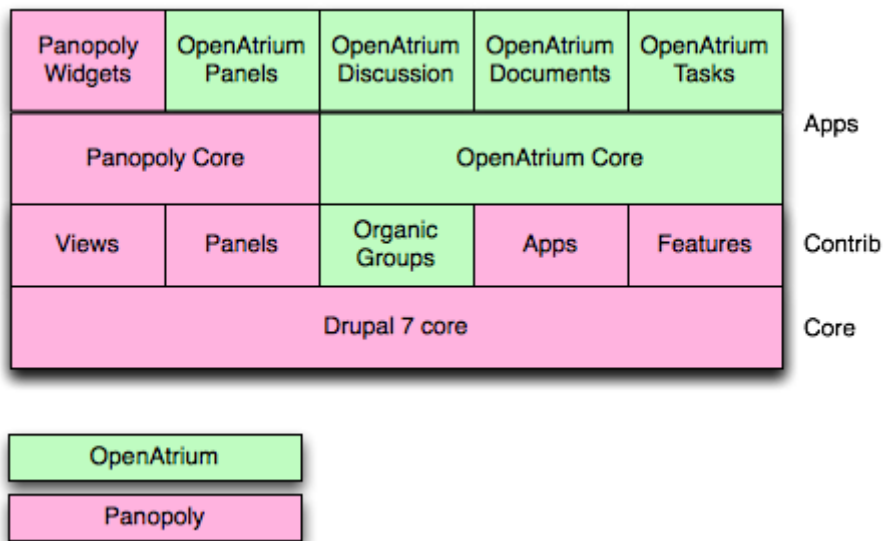 Panopoly
Widgets
OpenAtrium
Panels
OpenAtrium
Discussion
OpenAtrium
Documents
OpenAtrium
Tasks
Apps
Panopoly Core
OpenAtrium Core
Views
Panels
Organic
Groups
Apps
Features
Contrib
Drupal 7 core
Core
OpenAtrium
Panopoly